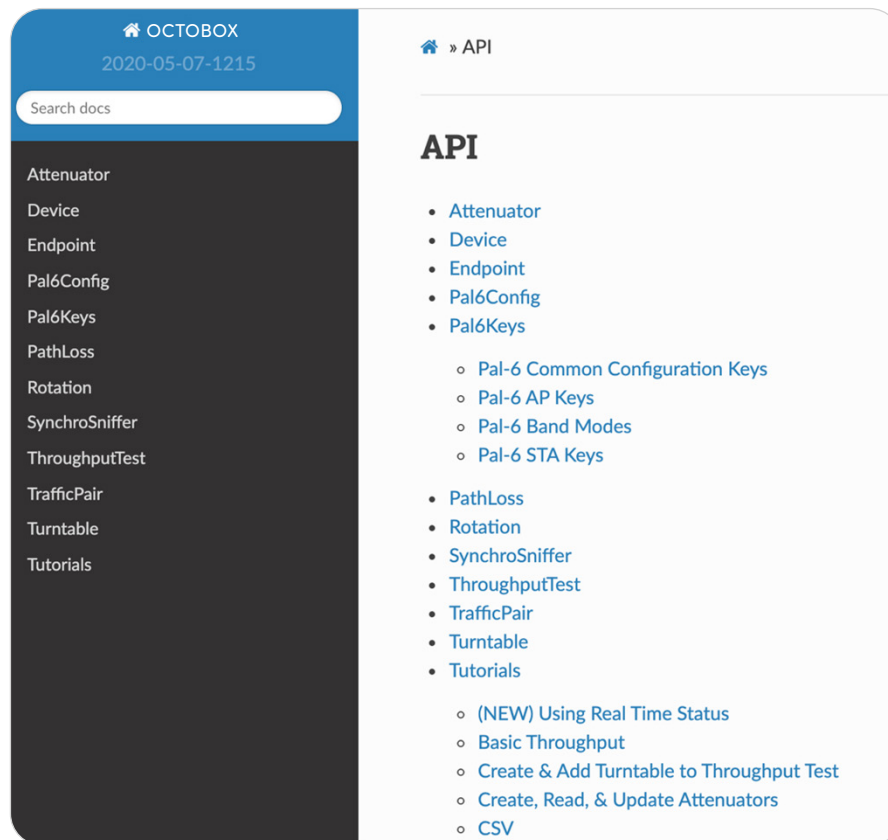 OCTOBOX
2020-05-07-1215
Search docs
Attenuator
Device
Endpoint
Pal6Config
Pal6Keys
PathLoss
Rotation
SynchroSniffer
ThroughputTest
TrafficPair
Turntable
Tutorials
» API
API
• Attenuator
• Device
• Endpoint
• Pal6Config
• Pal6Keys
◦ Pal-6 Common Configuration Keys
◦ Pal-6 AP Keys
◦ Pal-6 Band Modes
◦ Pal-6 STA Keys
• PathLoss
• Rotation
• SynchroSniffer
• ThroughputTest
• TrafficPair
• Turntable
• Tutorials
◦ (NEW) Using Real Time Status
◦ Basic Throughput
◦ Create & Add Turntable to Throughput Test
◦ Create, Read, & Update Attenuators
◦ CSV